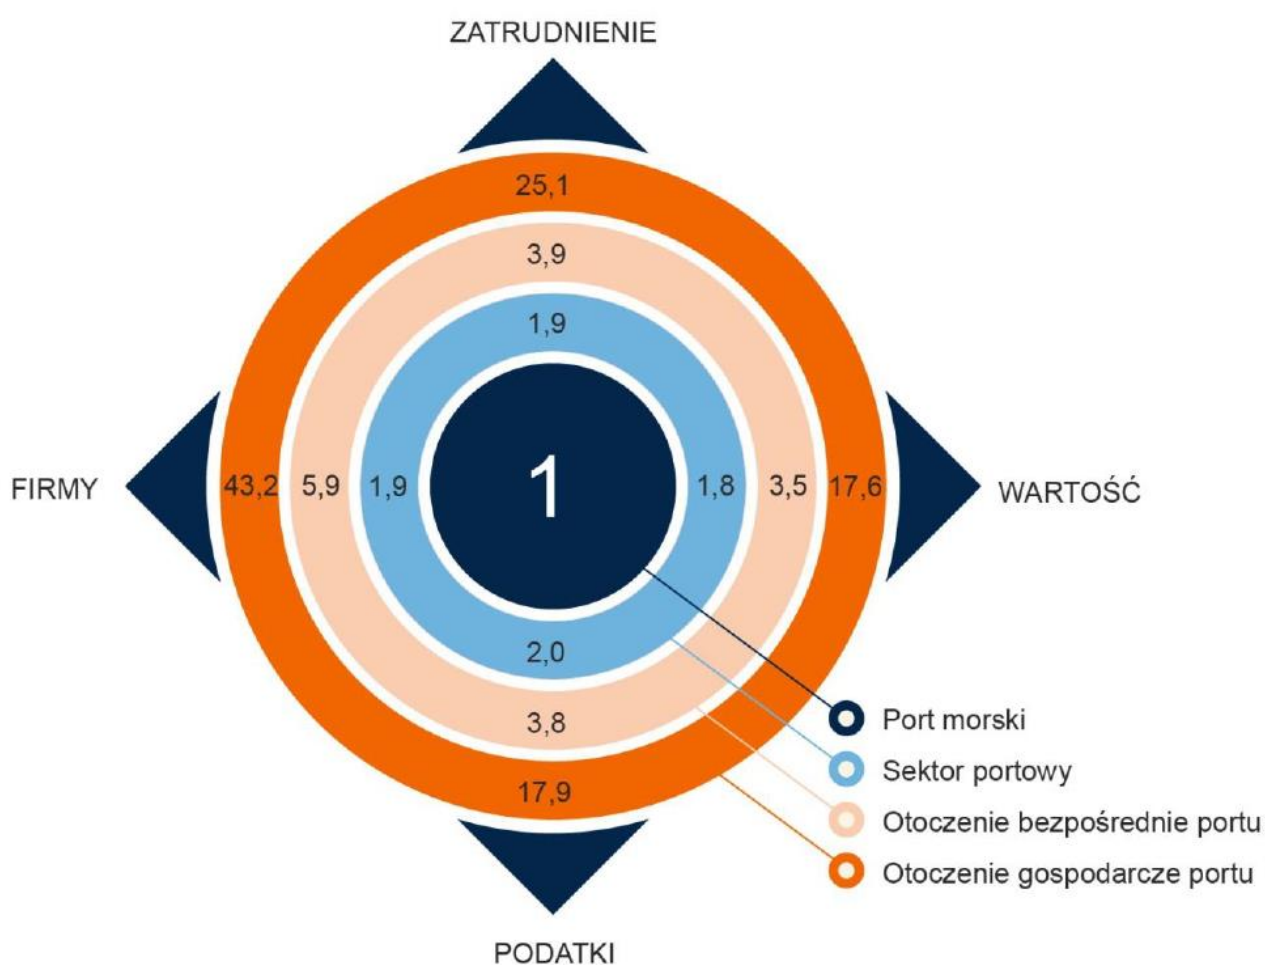 ZATRUDNIENIE
25,1
3,9
1,9
FIRMY 43,2 5,9 1,9 1 1,8 3,5 17,6 WARTOŚĆ
2,0
3,8
17,9
PODATKI
Port morski
Sektor portowy
Otoczenie bezpośrednie portu
Otoczenie gospodarcze portu